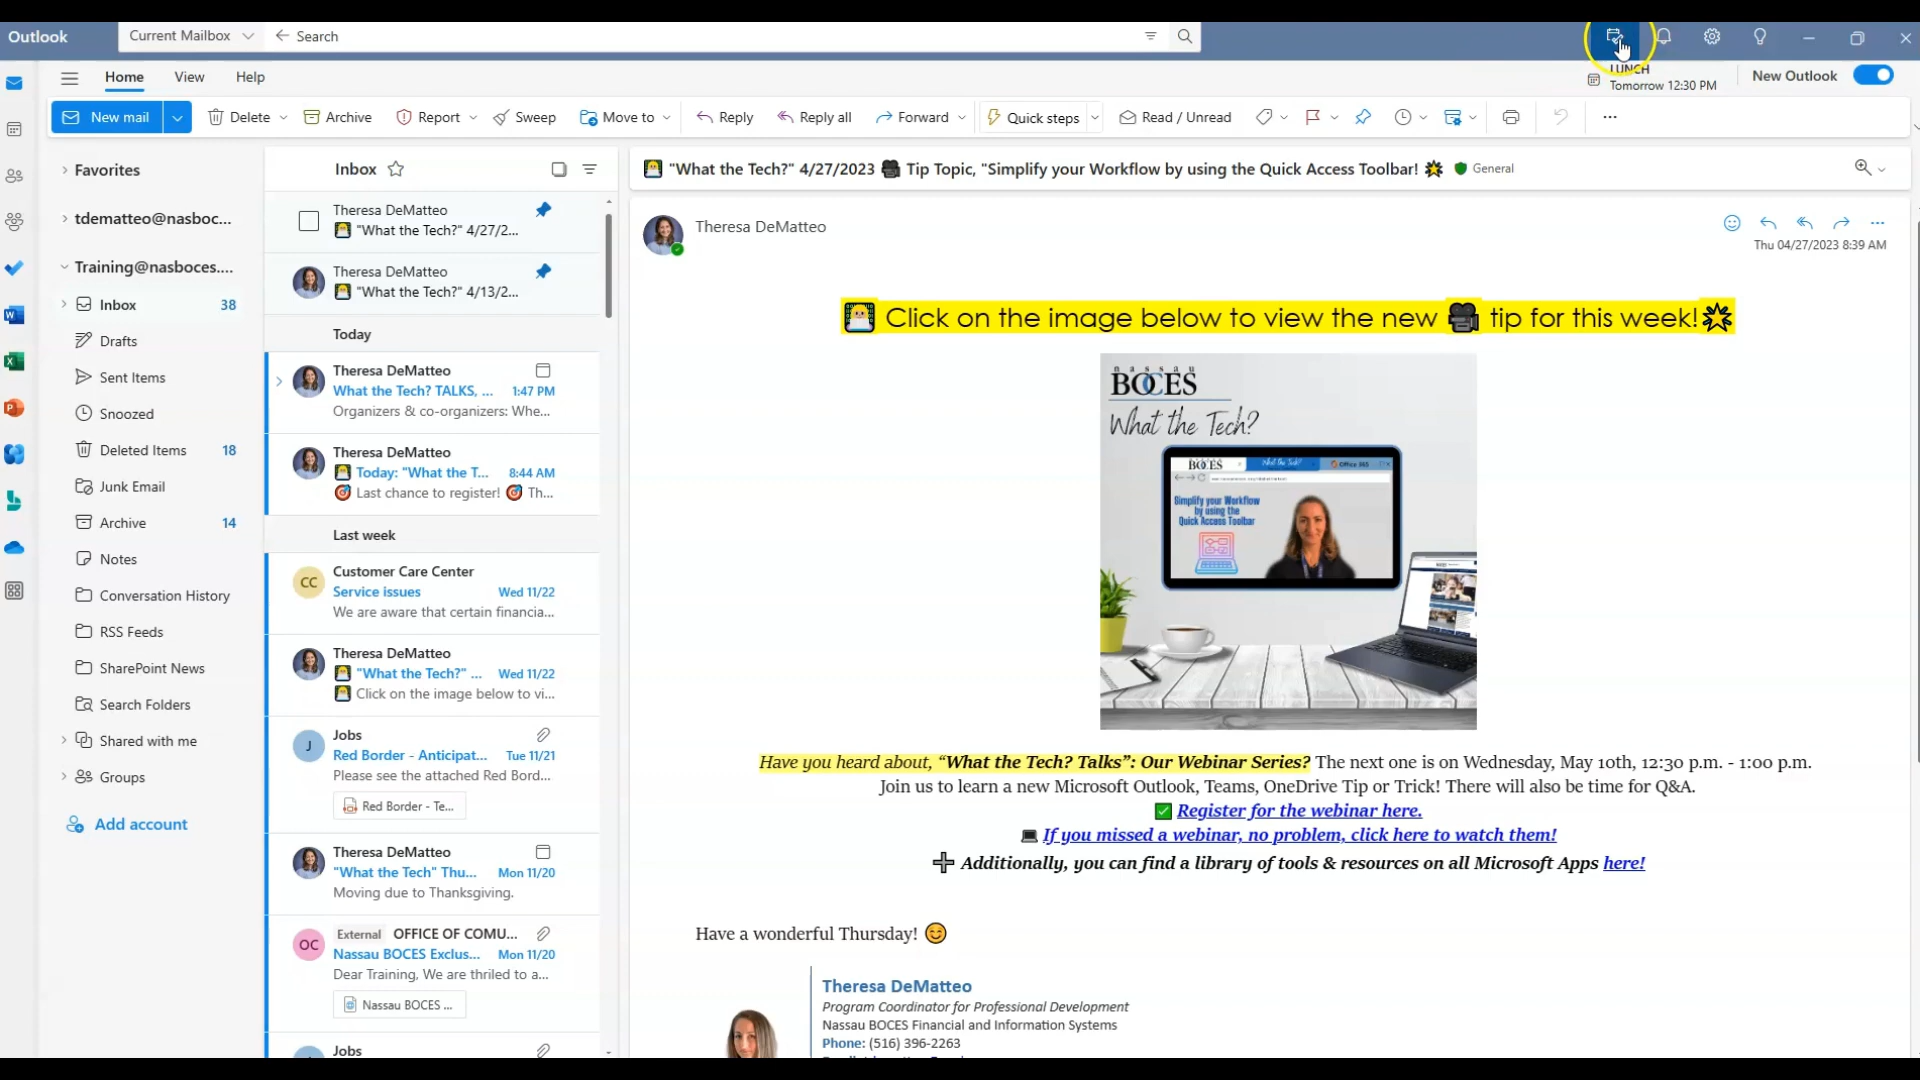 Outlook
Current Mailbox
Search
LUNCH
Tomorrow 12:30 PM
New Outlook
Home
View
Help
New mail
Delete
Archive
Report
Sweep
Move to
Reply
Reply all
Forward
Quick steps
Read / Unread
Favorites
tdematteo@nasboc...
Training@nasboces....
Inbox 38
Drafts
Sent Items
Snoozed
Deleted Items 18
Junk Email
Archive 14
Notes
Conversation History
RSS Feeds
SharePoint News
Search Folders
Shared with me
Groups
Add account
Inbox
Theresa DeMatteo
"What the Tech?" 4/27/2...
Theresa DeMatteo
"What the Tech?" 4/13/2...
Today
Theresa DeMatteo
What the Tech? TALKS, ... 1:47 PM
Organizers & co-organizers: Whe...
Theresa DeMatteo
Today: "What the T... 8:44 AM
Last chance to register! Th...
Last week
CC
Customer Care Center
Service issues Wed 11/22
We are aware that certain financia...
Theresa DeMatteo
"What the Tech?" ... Wed 11/22
Click on the image below to vi...
J
Jobs
Red Border - Anticipat... Tue 11/21
Please see the attached Red Bord...
Red Border - Te...
Theresa DeMatteo
"What the Tech" Thu... Mon 11/20
Moving due to Thanksgiving.
OC
External OFFICE OF COMU...
Nassau BOCES Exclus... Mon 11/20
Dear Training, We are thriled to a...
Nassau BOCES ...
Jobs
"What the Tech?" 4/27/2023 Tip Topic, "Simplify your Workflow by using the Quick Access Toolbar! General
Theresa DeMatteo
Thu 04/27/2023 8:39 AM
Click on the image below to view the new tip for this week!
nassau
BOCES
What the Tech?
BOCES What the Tech? Office 365
Simplify your Workflow
by using the
Quick Access Toolbar
Have you heard about, “What the Tech? Talks”: Our Webinar Series? The next one is on Wednesday, May 10th, 12:30 p.m. - 1:00 p.m.
Join us to learn a new Microsoft Outlook, Teams, OneDrive Tip or Trick! There will also be time for Q&A.
Register for the webinar here.
If you missed a webinar, no problem, click here to watch them!
Additionally, you can find a library of tools & resources on all Microsoft Apps here!
Have a wonderful Thursday!
Theresa DeMatteo
Program Coordinator for Professional Development
Nassau BOCES Financial and Information Systems
Phone: (516) 396-2263